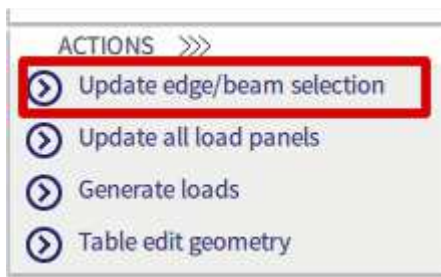 ACTIONS >>>
Update edge/beam selection
Update all load panels
Generate loads
Table edit geometry